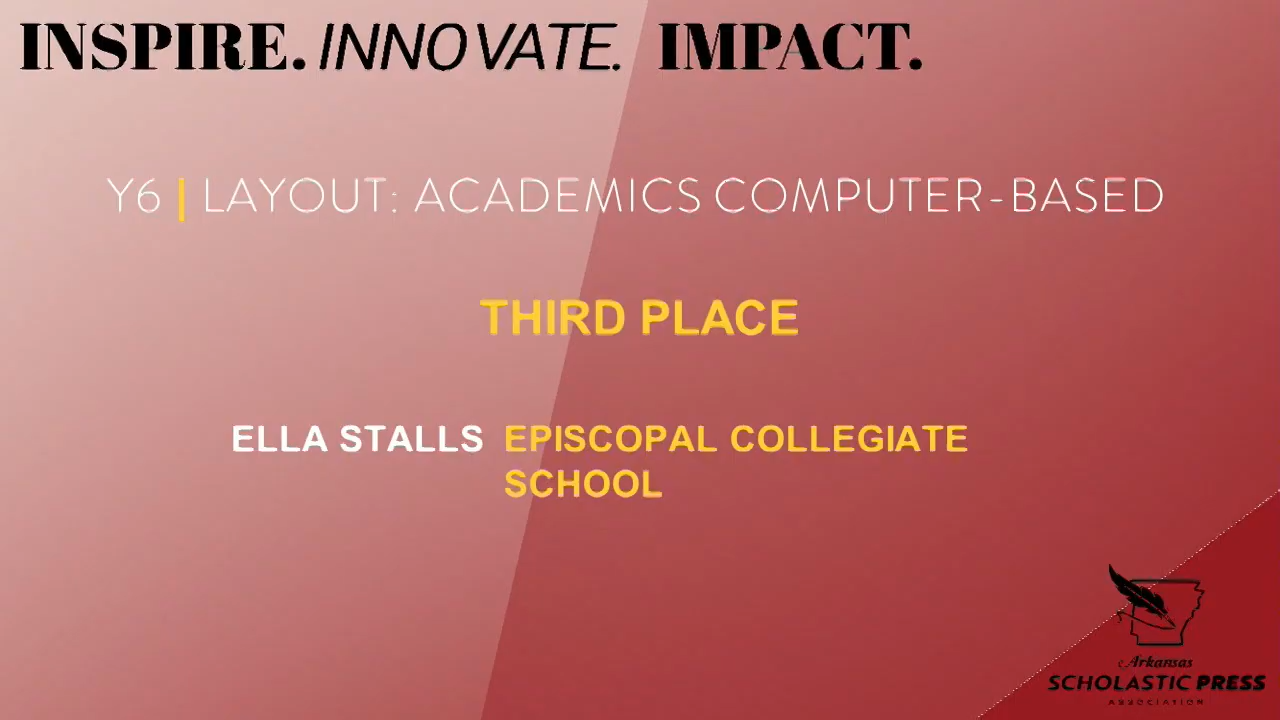 INSPIRE. INNOVATE. IMPACT.
Y6 | LAYOUT: ACADEMICS COMPUTER-BASED
THIRD PLACE
ELLA STALLS EPISCOPAL COLLEGIATE
SCHOOL
Arkansas
SCHOLASTIC PRESS
ASSOCIATION